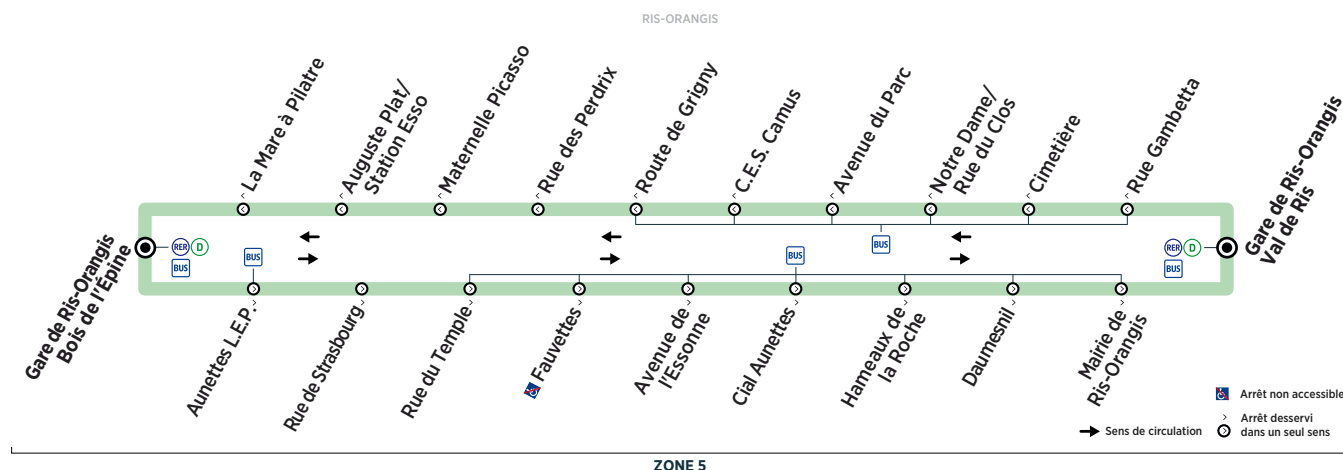 RIS-ORANGIS
La Mare à Pilatre
Auguste Plat/
Station Esso
Maternelle Picasso
Rue des Perdrix
Route de Grigny
C.E.S. Camus
Avenue du Parc
Notre Dame/
Rue du Clos
Cimetière
Rue Gambetta
Gare de Ris-Orangis
Bois de l'Épine
RER D
BUS
BUS
BUS
BUS
RER D
BUS
Gare de Ris-Orangis
Val de Ris
Aunettes L.E.P.
Rue de Strasbourg
Rue du Temple
Fauvettes
Avenue de
l'Essonne
Cial Aunettes
Hameaux de
la Roche
Daumesnil
Mairie de
Ris-Orangis
Arrêt non accessible
Sens de circulation
Arrêt desservi
dans un seul sens
ZONE 5